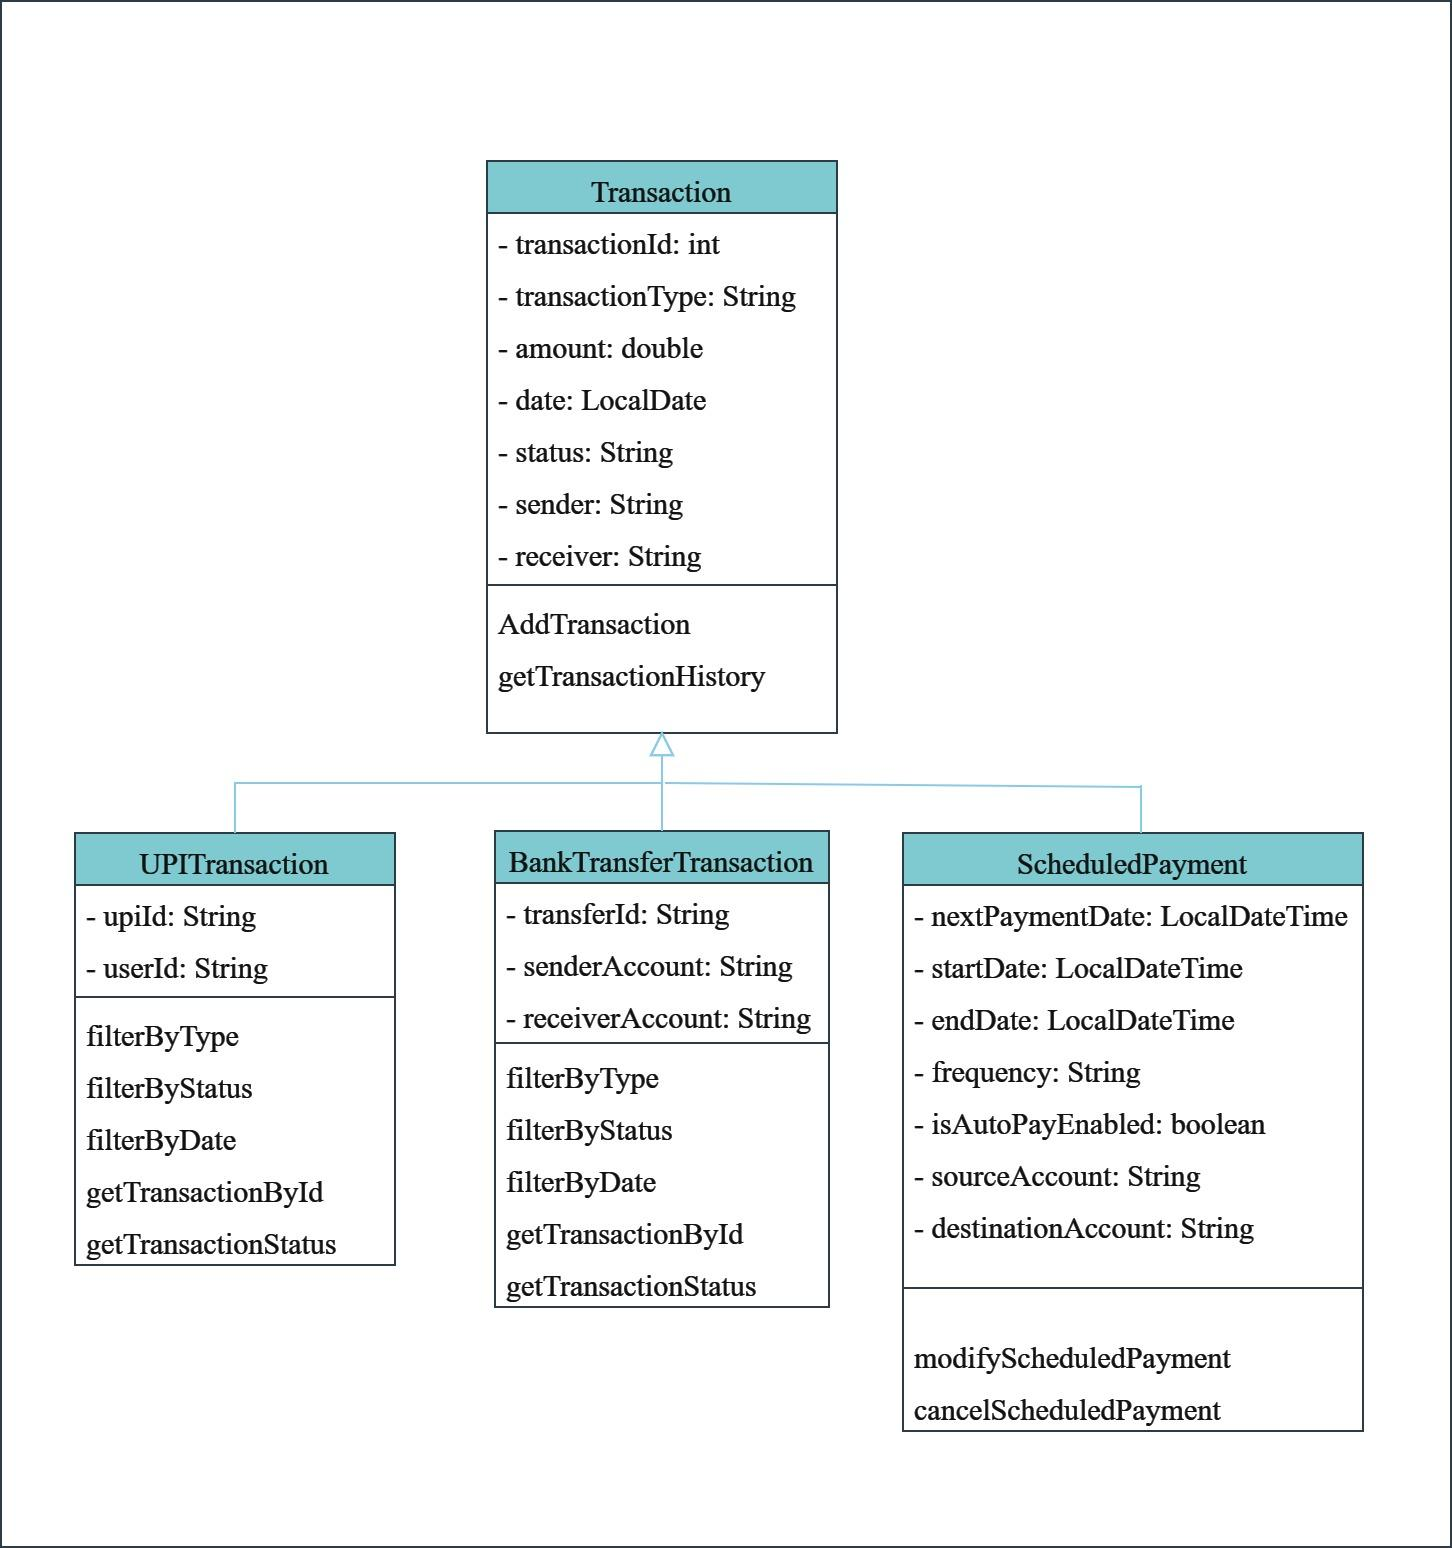 Transaction
- transactionId: int
- transactionType: String
- amount: double
- date: LocalDate
- status: String
- sender: String
- receiver: String
AddTransaction
getTransactionHistory
UPITransaction
- upiId: String
- userId: String
filterByType
filterByStatus
filterByDate
getTransactionById
getTransactionStatus
BankTransferTransaction
- transferId: String
- senderAccount: String
- receiverAccount: String
filterByType
filterByStatus
filterByDate
getTransactionById
getTransactionStatus
ScheduledPayment
- nextPaymentDate: LocalDateTime
- startDate: LocalDateTime
- endDate: LocalDateTime
- frequency: String
- isAutoPayEnabled: boolean
- sourceAccount: String
- destinationAccount: String
modifyScheduledPayment
cancelScheduledPayment